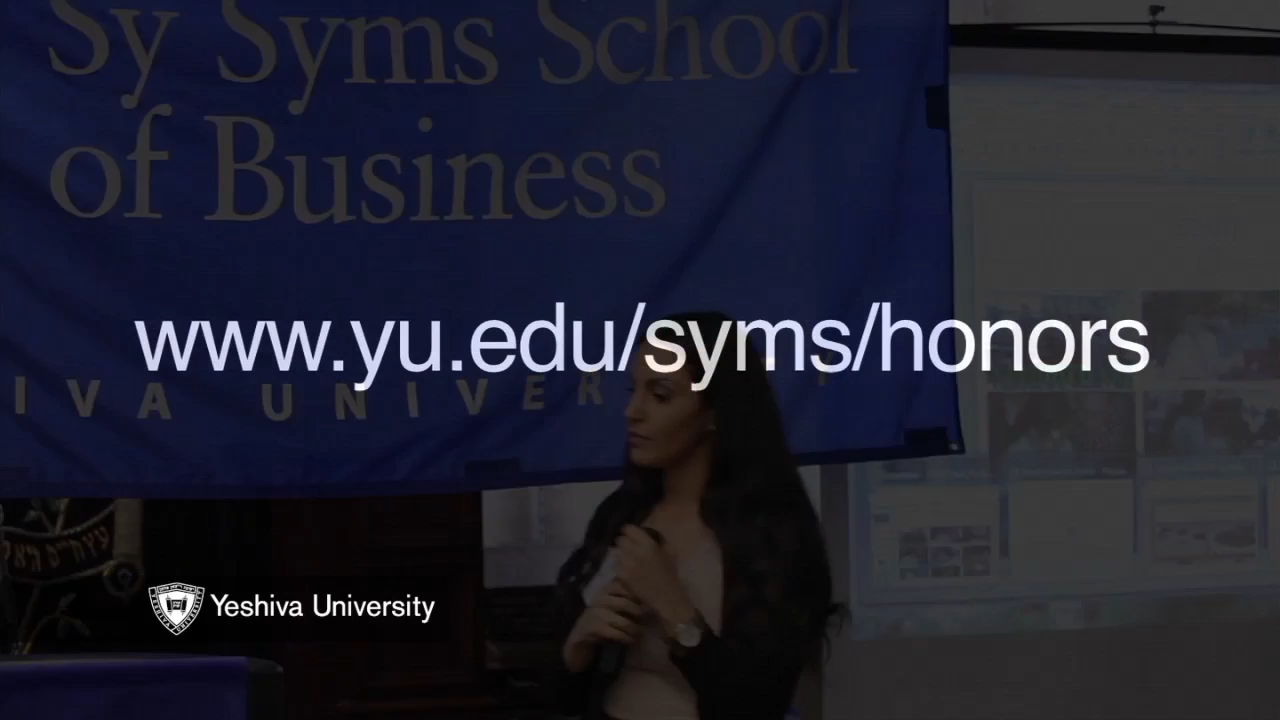 Sy Syms School
of Business
www.yu.edu/syms/honors
IVA UNIVER
Yeshiva University